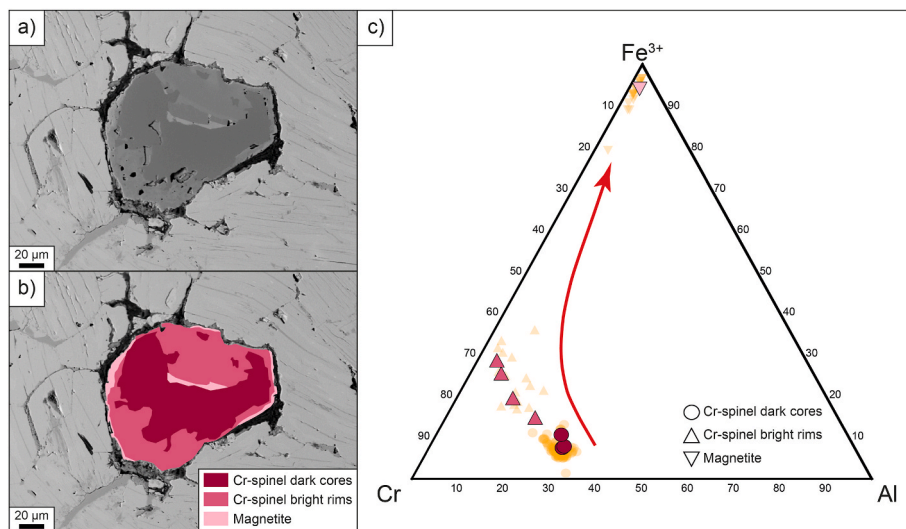 a)
20 µm
b)
20 µm
Cr-spinel dark cores
Cr-spinel bright rims
Magnetite
c)
Fe³⁺
10 90
20 80
30 70
40 60
50 50
60 40
70 30
80 20
90 10
Cr-spinel dark cores
Cr-spinel bright rims
Magnetite
Cr 10 20 30 40 50 60 70 80 90 Al